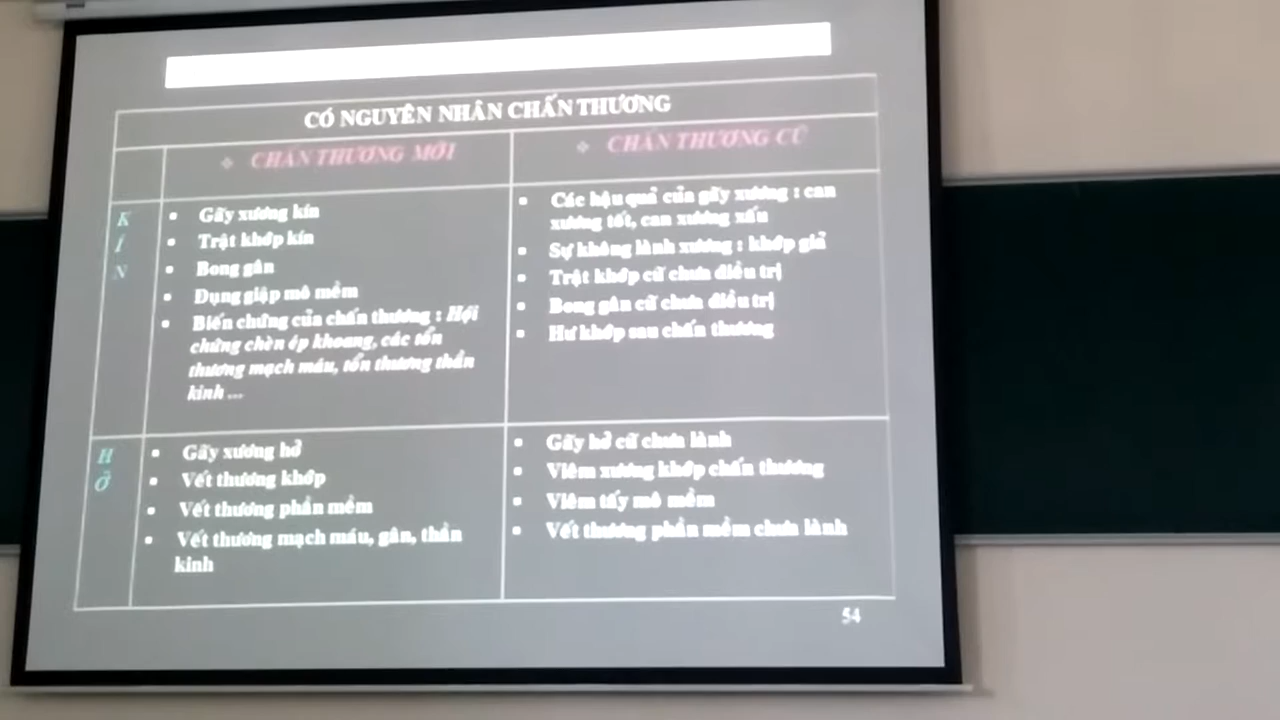 CÓ NGUYÊN NHÂN CHẤN THƯƠNG
❖ CHẤN THƯƠNG MỚI
❖ CHẤN THƯƠNG CŨ
K
Í
N
▪ Gãy xương kín
▪ Trật khớp kín
▪ Bong gân
▪ Đụng giập mô mềm
▪ Biến chứng của chấn thương : Hội
chứng chèn ép khoang, các tổn
thương mạch máu, tổn thương thần
kinh ...
▪ Các hậu quả của gãy xương : can
xương tốt, can xương xấu
▪ Sự không lành xương : khớp giả
▪ Trật khớp cũ chưa điều trị
▪ Bong gân cũ chưa điều trị
▪ Hư khớp sau chấn thương
H
Ở
▪ Gãy xương hở
▪ Vết thương khớp
▪ Vết thương phần mềm
▪ Vết thương mạch máu, gân, thần
kinh
▪ Gãy hở cũ chưa lành
▪ Viêm xương khớp chấn thương
▪ Viêm tấy mô mềm
▪ Vết thương phần mềm chưa lành
54